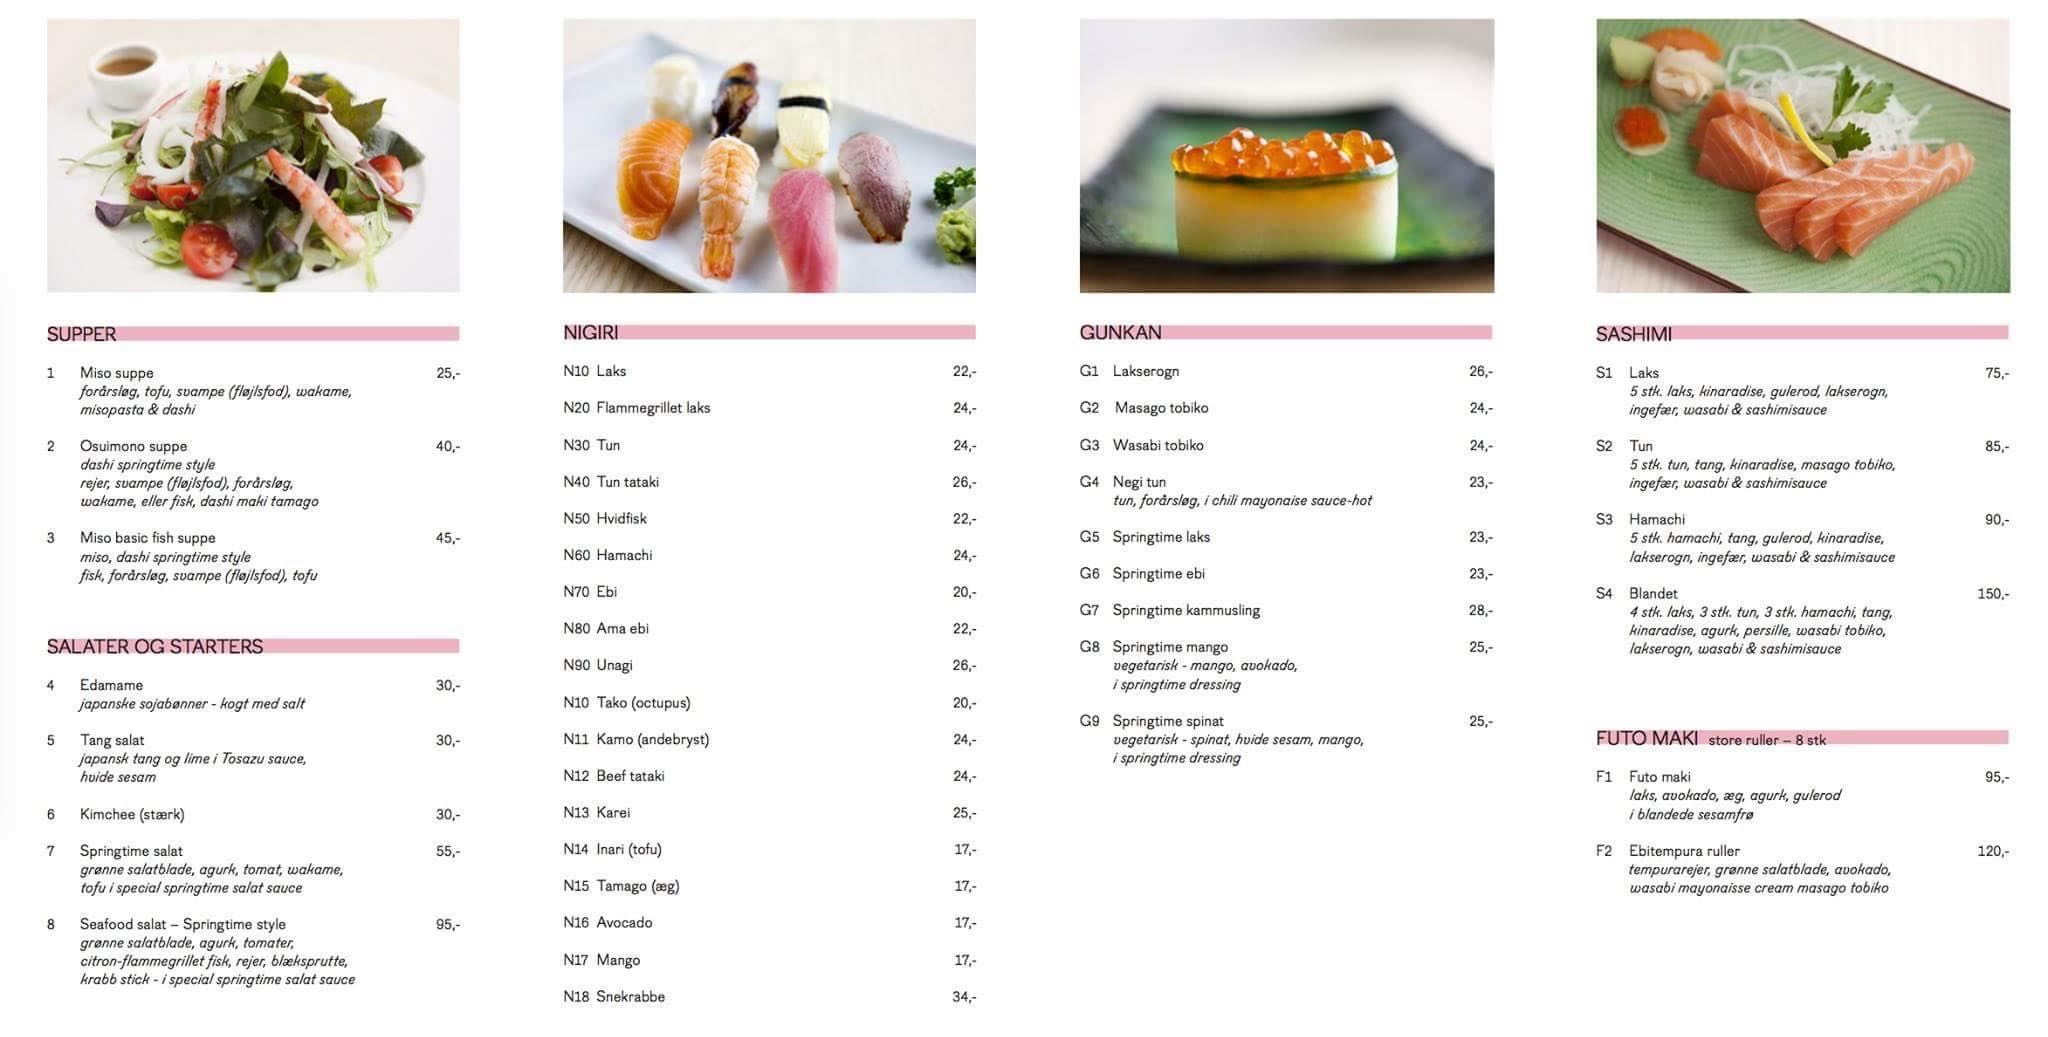 SUPPER
1 Miso suppe 25,-
forårsløg, tofu, svampe (fløjlsfod), wakame,
misopasta & dashi
2 Osuimono suppe 40,-
dashi springtime style
rejer, svampe (fløjlsfod), forårsløg,
wakame, eller fisk, dashi maki tamago
3 Miso basic fish suppe 45,-
miso, dashi springtime style
fisk, forårsløg, svampe (fløjlsfod), tofu
SALATER OG STARTERS
4 Edamame 30,-
japanske sojabønner - kogt med salt
5 Tang salat 30,-
japansk tang og lime i Tosazu sauce,
hvide sesam
6 Kimchee (stærk) 30,-
7 Springtime salat 55,-
grønne salatblade, agurk, tomat, wakame,
tofu i special springtime salat sauce
8 Seafood salat – Springtime style 95,-
grønne salatblade, agurk, tomater,
citron-flammegrillet fisk, rejer, blæksprutte,
krabb stick - i special springtime salat sauce
NIGIRI
N10 Laks 22,-
N20 Flammegrillet laks 24,-
N30 Tun 24,-
N40 Tun tataki 26,-
N50 Hvidfisk 22,-
N60 Hamachi 24,-
N70 Ebi 20,-
N80 Ama ebi 22,-
N90 Unagi 26,-
N10 Tako (octupus) 20,-
N11 Kamo (andebryst) 24,-
N12 Beef tataki 24,-
N13 Karei 25,-
N14 Inari (tofu) 17,-
N15 Tamago (æg) 17,-
N16 Avocado 17,-
N17 Mango 17,-
N18 Snekrabbe 34,-
GUNKAN
G1 Lakserogn 26,-
G2 Masago tobiko 24,-
G3 Wasabi tobiko 24,-
G4 Negi tun 23,-
tun, forårsløg, i chili mayonaise sauce-hot
G5 Springtime laks 23,-
G6 Springtime ebi 23,-
G7 Springtime kammusling 28,-
G8 Springtime mango 25,-
vegetarisk - mango, avokado,
i springtime dressing
G9 Springtime spinat 25,-
vegetarisk - spinat, hvide sesam, mango,
i springtime dressing
SASHIMI
S1 Laks 75,-
5 stk. laks, kinaradise, gulerod, lakserogn,
ingefær, wasabi & sashimisauce
S2 Tun 85,-
5 stk. tun, tang, kinaradise, masago tobiko,
ingefær, wasabi & sashimisauce
S3 Hamachi 90,-
5 stk. hamachi, tang, gulerod, kinaradise,
lakserogn, ingefær, wasabi & sashimisauce
S4 Blandet 150,-
4 stk. laks, 3 stk. tun, 3 stk. hamachi, tang,
kinaradise, agurk, persille, wasabi tobiko,
lakserogn, wasabi & sashimisauce
FUTO MAKI store ruller – 8 stk
F1 Futo maki 95,-
laks, avokado, æg, agurk, gulerod
i blandede sesamfrø
F2 Ebitempura ruller 120,-
tempurarejer, grønne salatblade, avokado,
wasabi mayonaisse cream masago tobiko